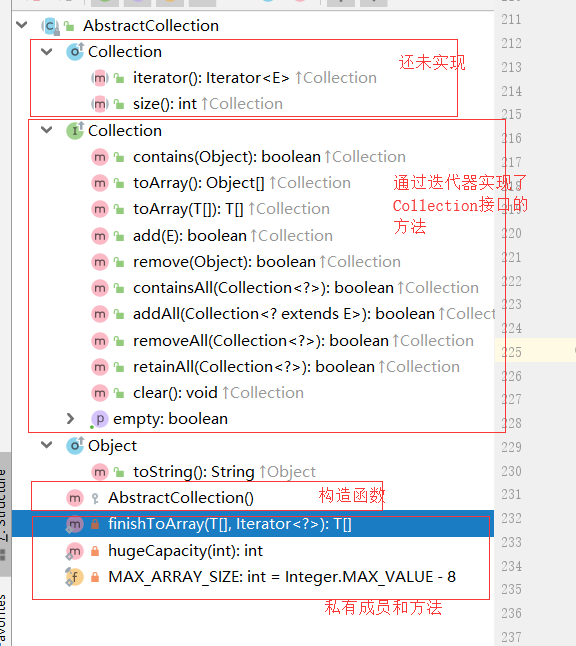 AbstractCollection
Collection
还未实现
iterator(): Iterator<E> ↑Collection
size(): int ↑Collection
Collection
contains(Object): boolean ↑Collection
toArray(): Object[] ↑Collection
通过迭代器实现了
Collection接口的
方法
toArray(T[]): T[] ↑Collection
add(E): boolean ↑Collection
remove(Object): boolean ↑Collection
containsAll(Collection<?>): boolean ↑Collection
addAll(Collection<? extends E>): boolean ↑Collec
removeAll(Collection<?>): boolean ↑Collection
retainAll(Collection<?>): boolean ↑Collection
clear(): void ↑Collection
empty: boolean
Object
toString(): String ↑Object
AbstractCollection()
构造函数
finishToArray(T[], Iterator<?>): T[]
hugeCapacity(int): int
MAX_ARRAY_SIZE: int = Integer.MAX_VALUE - 8
私有成员和方法
7: Structure
211
212
213
214
215
216
217
220
221
222
223
224
225
226
227
228
229
230
231
232
233
234
235
236
237